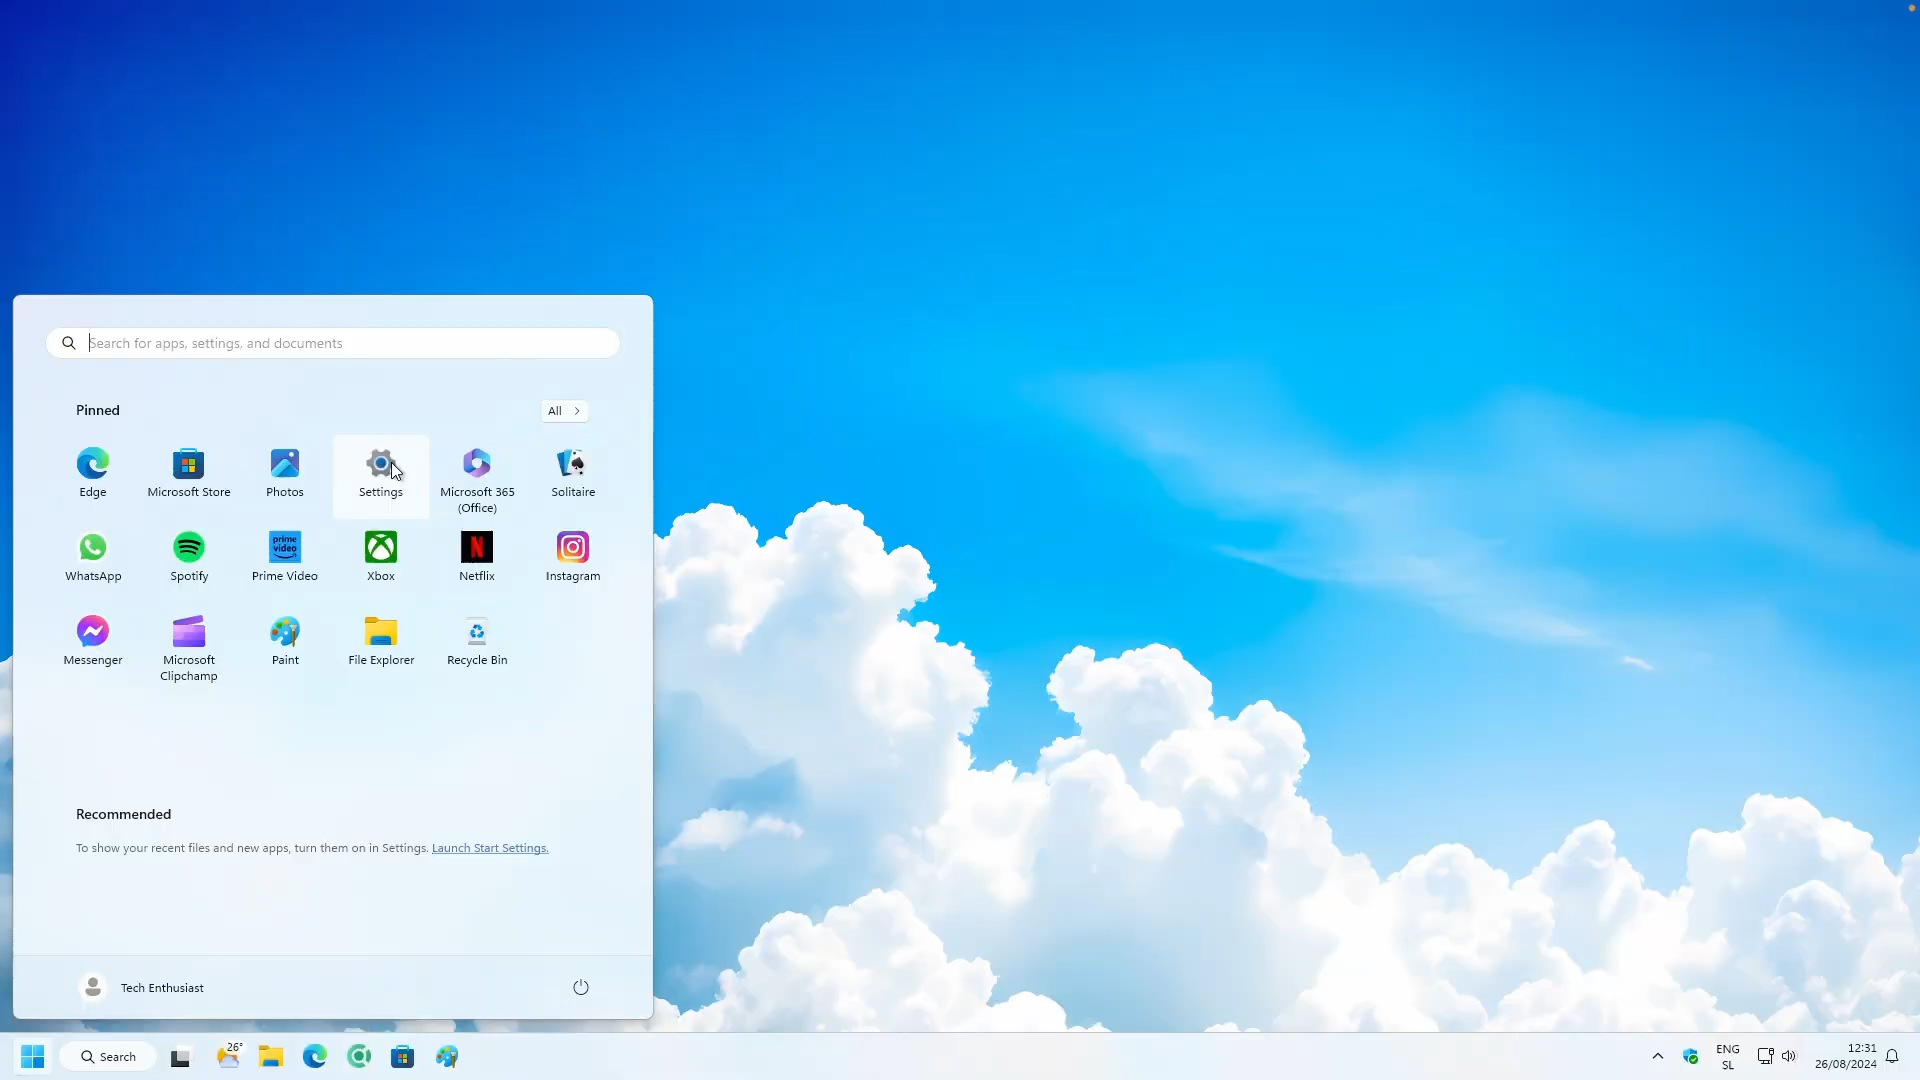 Search for apps, settings, and documents
Pinned
All
Edge
Microsoft Store
Photos
Settings
Microsoft 365
(Office)
Solitaire
WhatsApp
Spotify
prime
video
Prime Video
Xbox
N
Netflix
Instagram
Messenger
Microsoft
Clipchamp
Paint
File Explorer
Recycle Bin
Recommended
To show your recent files and new apps, turn them on in Settings. Launch Start Settings.
Tech Enthusiast
Search
26°
ENG
SL
12:31
26/08/2024